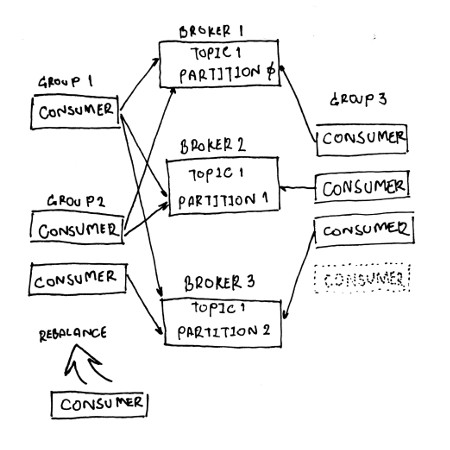 BROKER 1
TOPIC 1
PARTITION 0
GROUP 1
CONSUMER
GROUP 3
CONSUMER
BROKER 2
TOPIC 1
PARTITION 1
CONSUMER
GROUP 2
CONSUMER
CONSUMER
CONSUMER
BROKER 3
TOPIC 1
PARTITION 2
CONSUMER
REBALANCE
CONSUMER